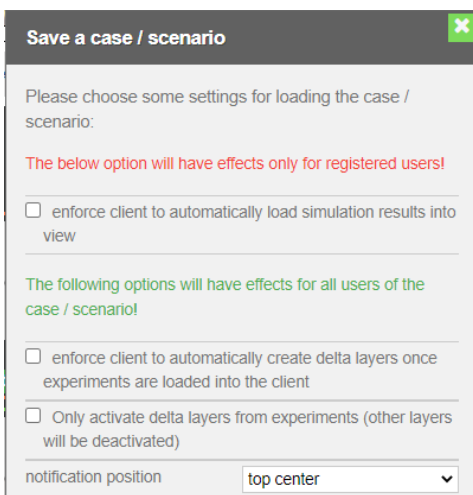 Save a case / scenario
Please choose some settings for loading the case /
scenario:
The below option will have effects only for registered users!
enforce client to automatically load simulation results into
view
The following options will have effects for all users of the
case / scenario!
enforce client to automatically create delta layers once
experiments are loaded into the client
Only activate delta layers from experiments (other layers
will be deactivated)
notification position top center